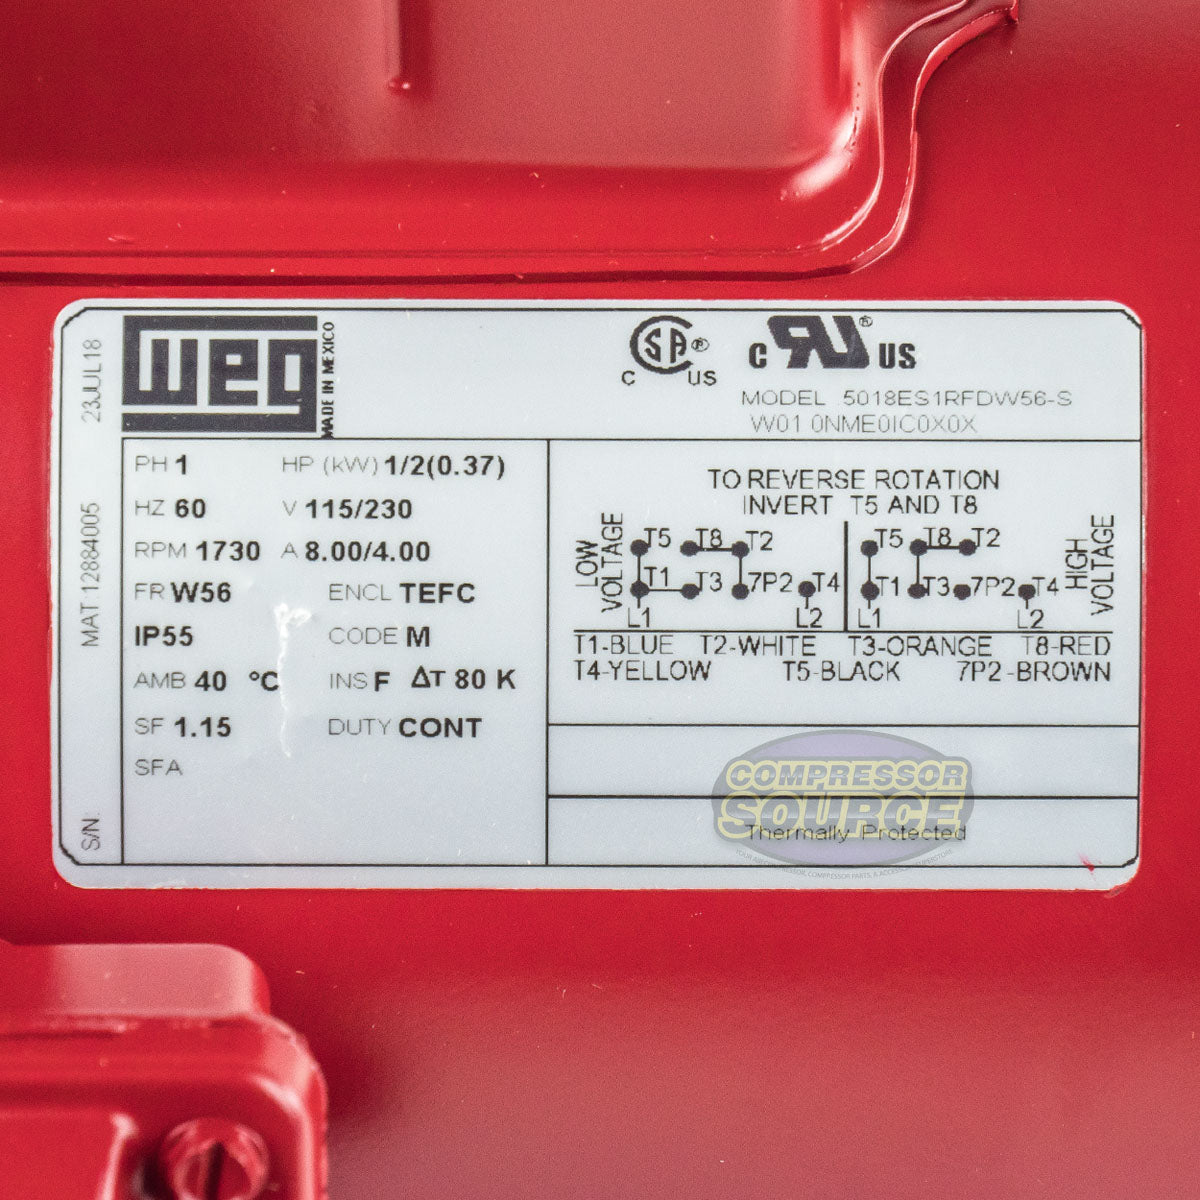 23JUL18
MAT 12884005
S/N.
WEG
MADE IN MEXICO
C SA ® US
C RU ® US
MODEL 5018ES1RFDW56-S
W01 0NME0IC0X0X
PH 1 HP (kW) 1/2(0.37)
HZ 60 V 115/230
RPM 1730 A 8.00/4.00
FR W56 ENCL TEFC
IP55 CODE M
AMB 40 °C INS F ΔT 80 K
SF 1.15 DUTY CONT
SFA
TO REVERSE ROTATION
INVERT T5 AND T8
LOW VOLTAGE
T5 T8 T2
T1 T3 7P2 T4
L1 L2
T5 T8 T2
T1 T3 7P2 T4
L1 L2
HIGH VOLTAGE
T1-BLUE T2-WHITE T3-ORANGE T8-RED
T4-YELLOW T5-BLACK 7P2-BROWN
COMPRESSOR
SOURCE
Thermally Protected